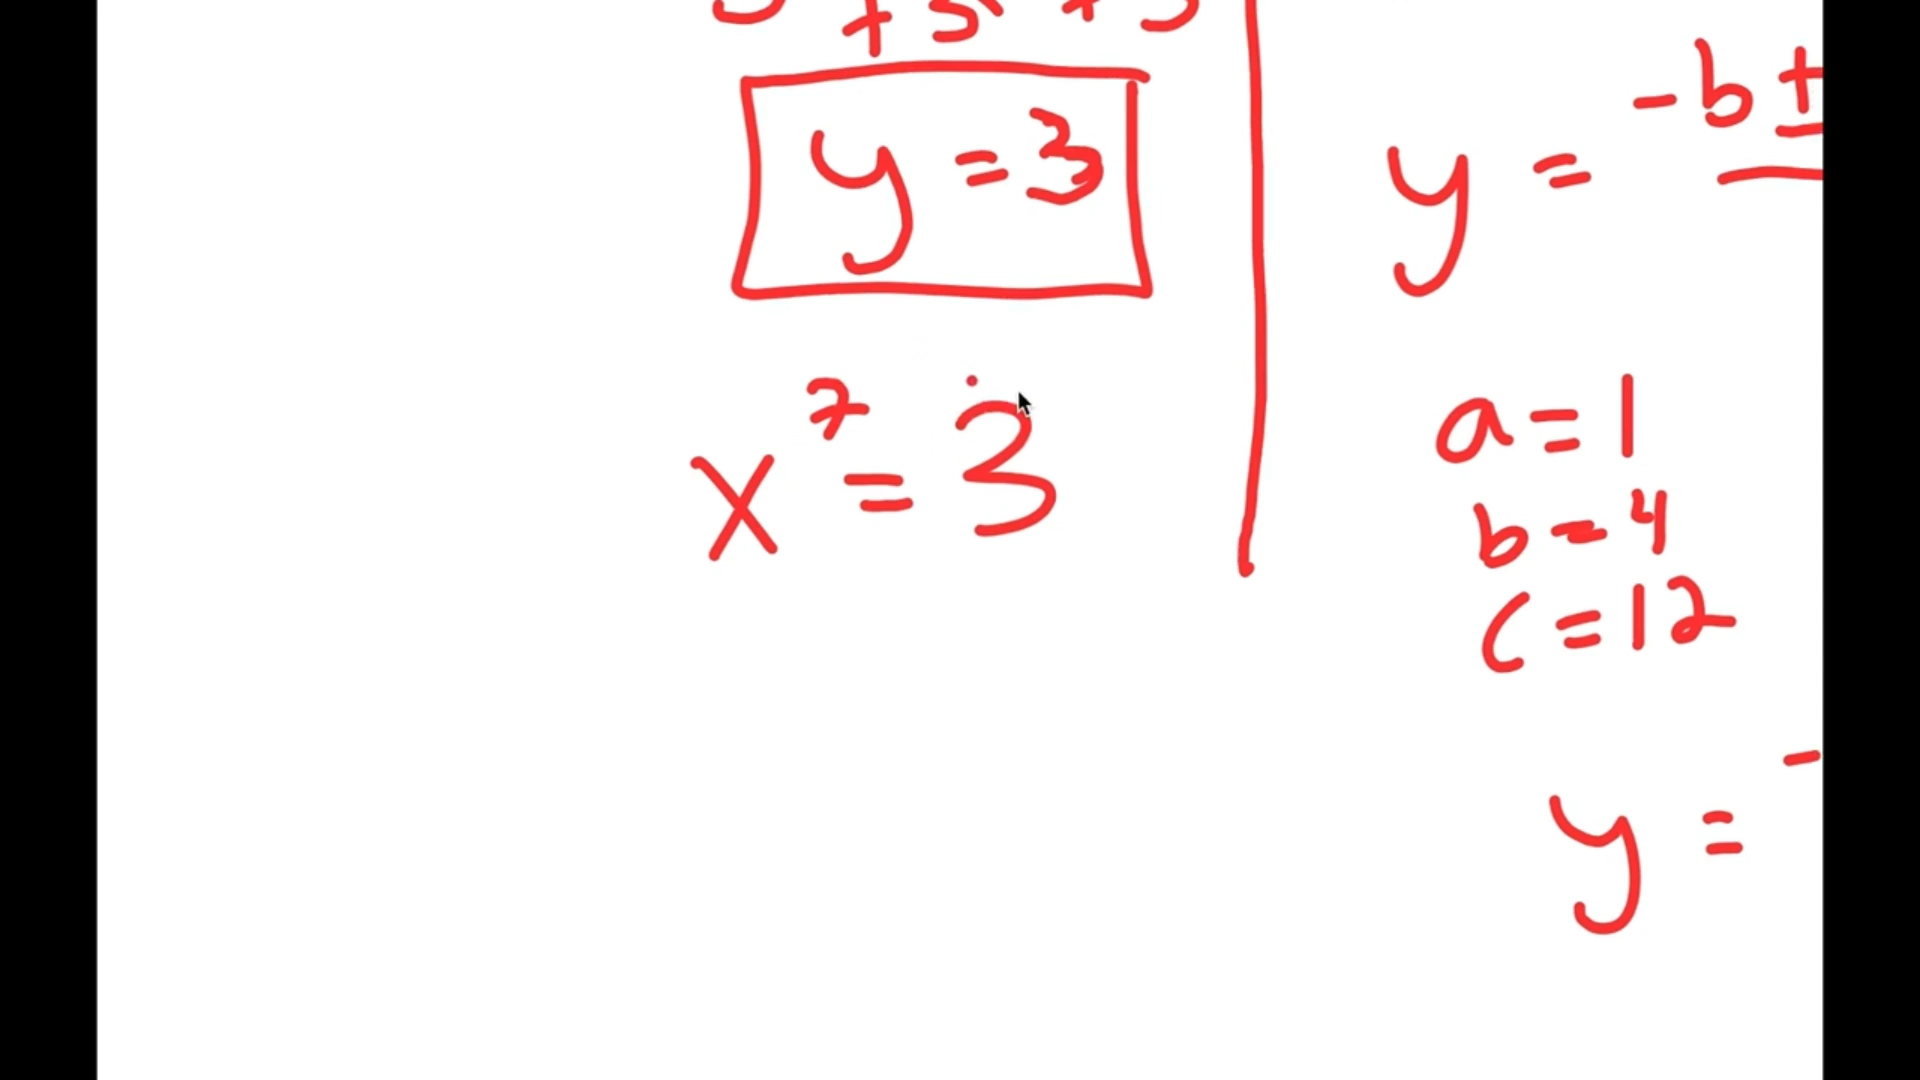 y = 3
x² = 3
y = -b ±
a = 1
b = 4
c = 12
y = -